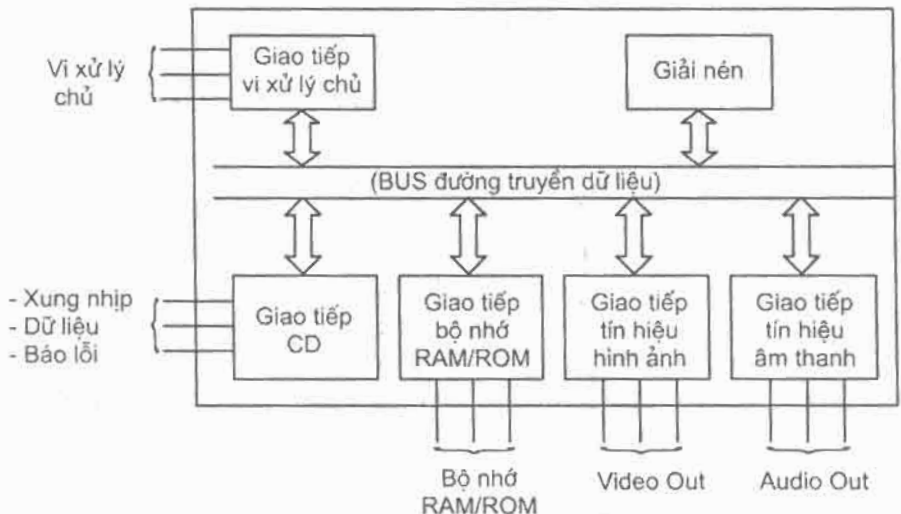 Vi xử lý
chủ
Giao tiếp
vi xử lý chủ
Giải nén
(BUS đường truyền dữ liệu)
- Xung nhịp
- Dữ liệu
- Báo lỗi
Giao tiếp
CD
Giao tiếp
bộ nhớ
RAM/ROM
Giao tiếp
tín hiệu
hình ảnh
Giao tiếp
tín hiệu
âm thanh
Bộ nhớ
RAM/ROM
Video Out
Audio Out